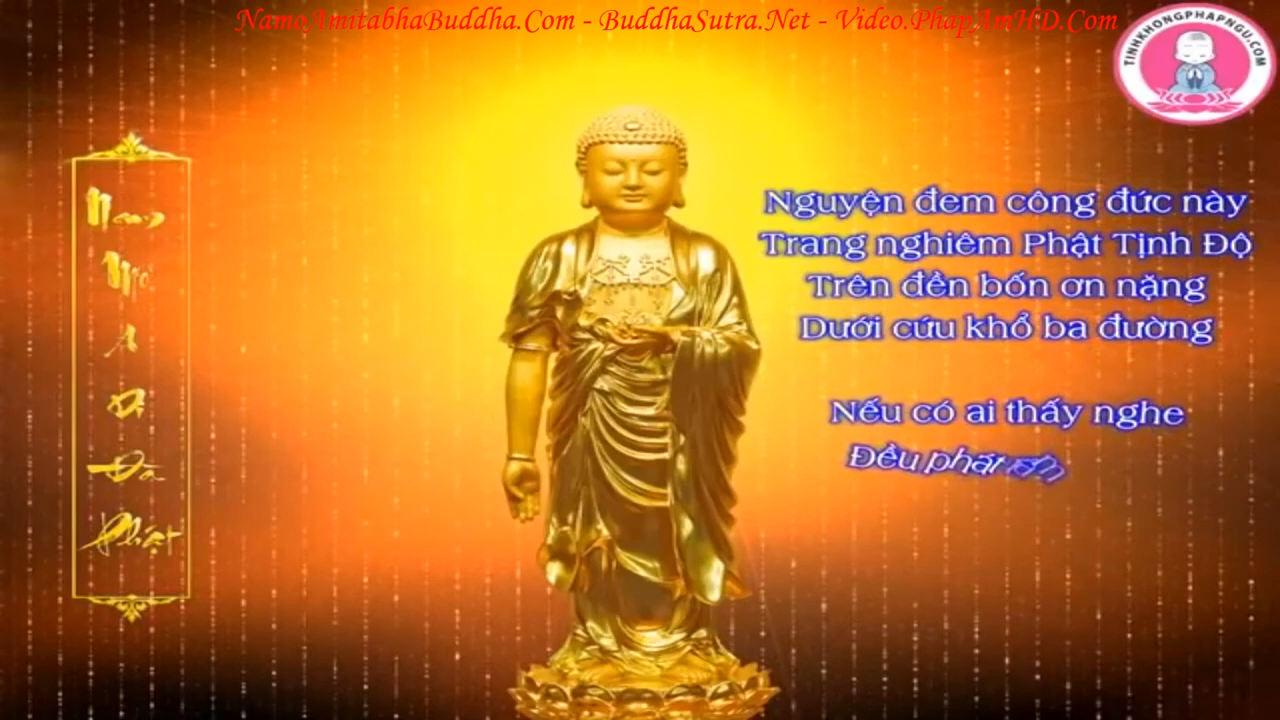 NamoAmitabhaBuddha.Com - BuddhaSutra.Net - Video.PhapAmHD.Com
TINHKHONGPHAPNGU.COM
Nam
Mô
A
Di
Đà
Phật
Nguyện đem công đức này
Trang nghiêm Phật Tịnh Độ
Trên đền bốn ơn nặng
Dưới cứu khổ ba đường
Nếu có ai thấy nghe
Đều phát